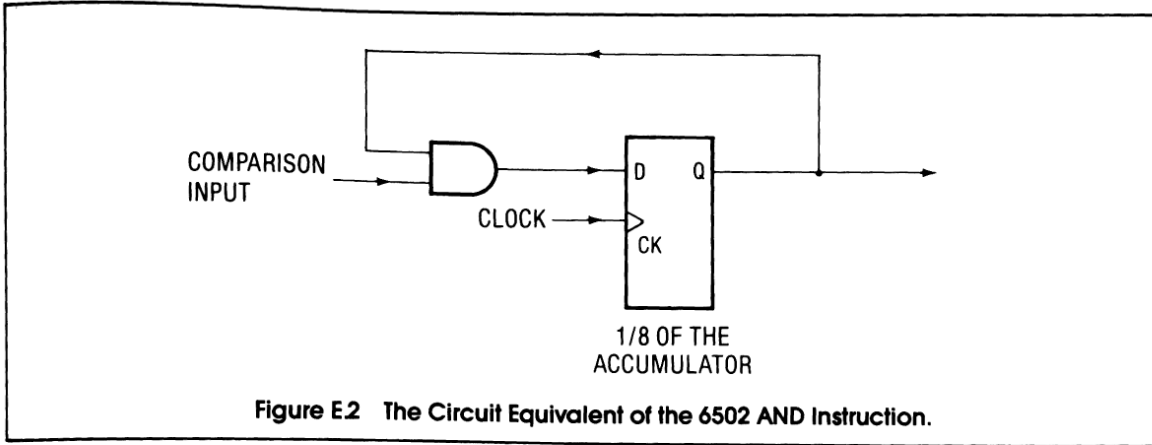 COMPARISON
INPUT
D Q
CLOCK
CK
1/8 OF THE
ACCUMULATOR
Figure E.2 The Circuit Equivalent of the 6502 AND Instruction.